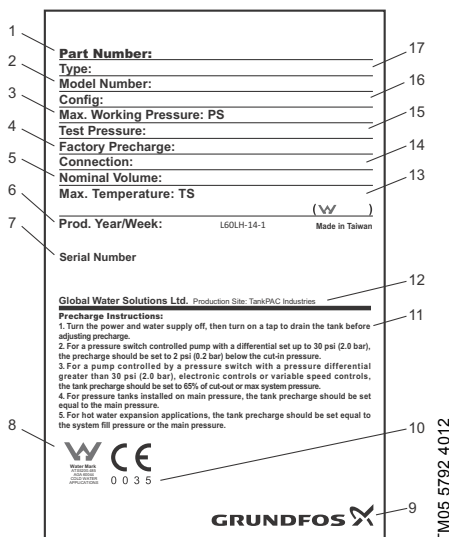 1
Part Number:
17
Type:
2
Model Number:
16
Config:
3
Max. Working Pressure: PS
15
Test Pressure:
4
Factory Precharge:
14
Connection:
5
Nominal Volume:
13
Max. Temperature: TS
6
(W )
Prod. Year/Week: L60LH-14-1 Made in Taiwan
7
Serial Number
12
Global Water Solutions Ltd. Production Site: TankPAC Industries
11
Precharge Instructions:
1. Turn the power and water supply off, then turn on a tap to drain the tank before
adjusting precharge.
2. For a pressure switch controlled pump with a differential set up to 30 psi (2.0 bar),
the precharge should be set to 2 psi (0.2 bar) below the cut-in pressure.
3. For a pump compelled by a pressure switch with a pressure differential
greater than 30 psi (2.0 bar), electronic controls or variable speed controls,
the tank precharge should be set to 65% of cut-out or max system pressure.
4. For pressure tanks installed on main pressure, the tank precharge should be set
equal to the main pressure.
5. For hot water expansion applications, the tank precharge should be set equal to
the system fill pressure or the main pressure.
8
10
W CE
Water Mark
COLD WATER
APPLICATIONS
0 0 3 5
9
GRUNDFOS X
TM05 5792 4012